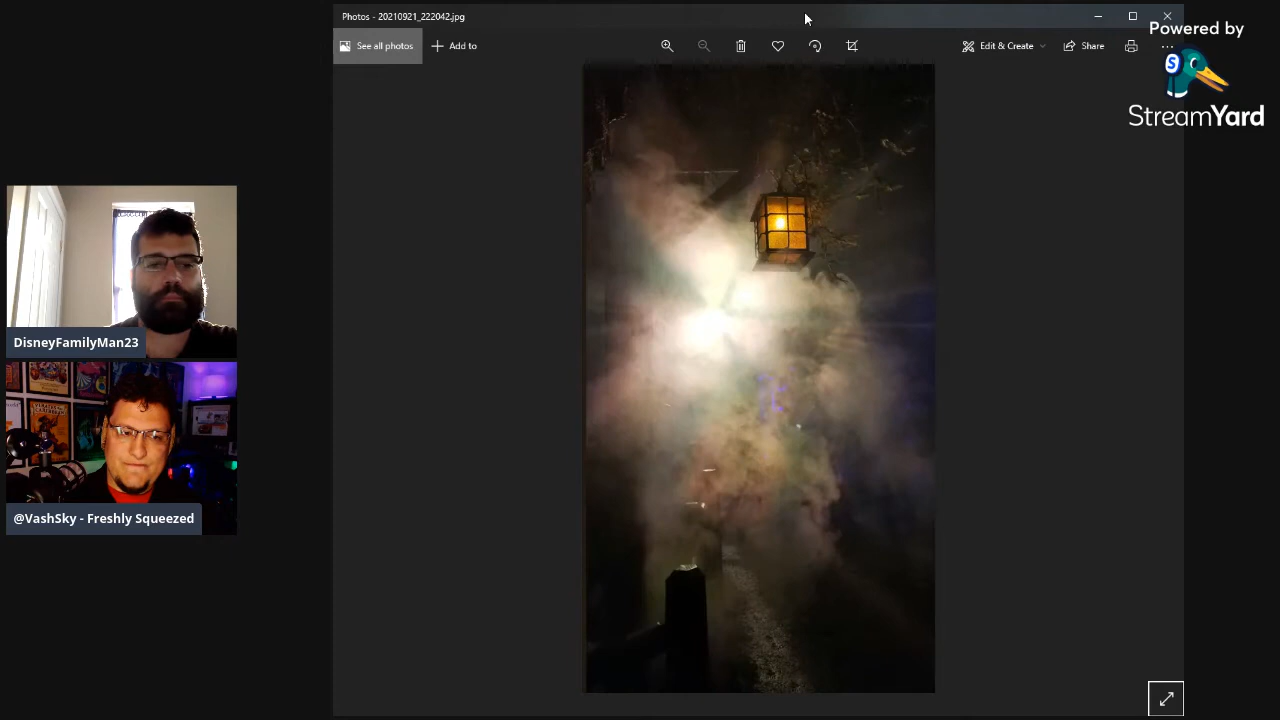 Photos - 20210921_222042.jpg
See all photos
Add to
Edit & Create
Share
Powered by
S
StreamYard
DisneyFamilyMan23
@VashSky - Freshly Squeezed